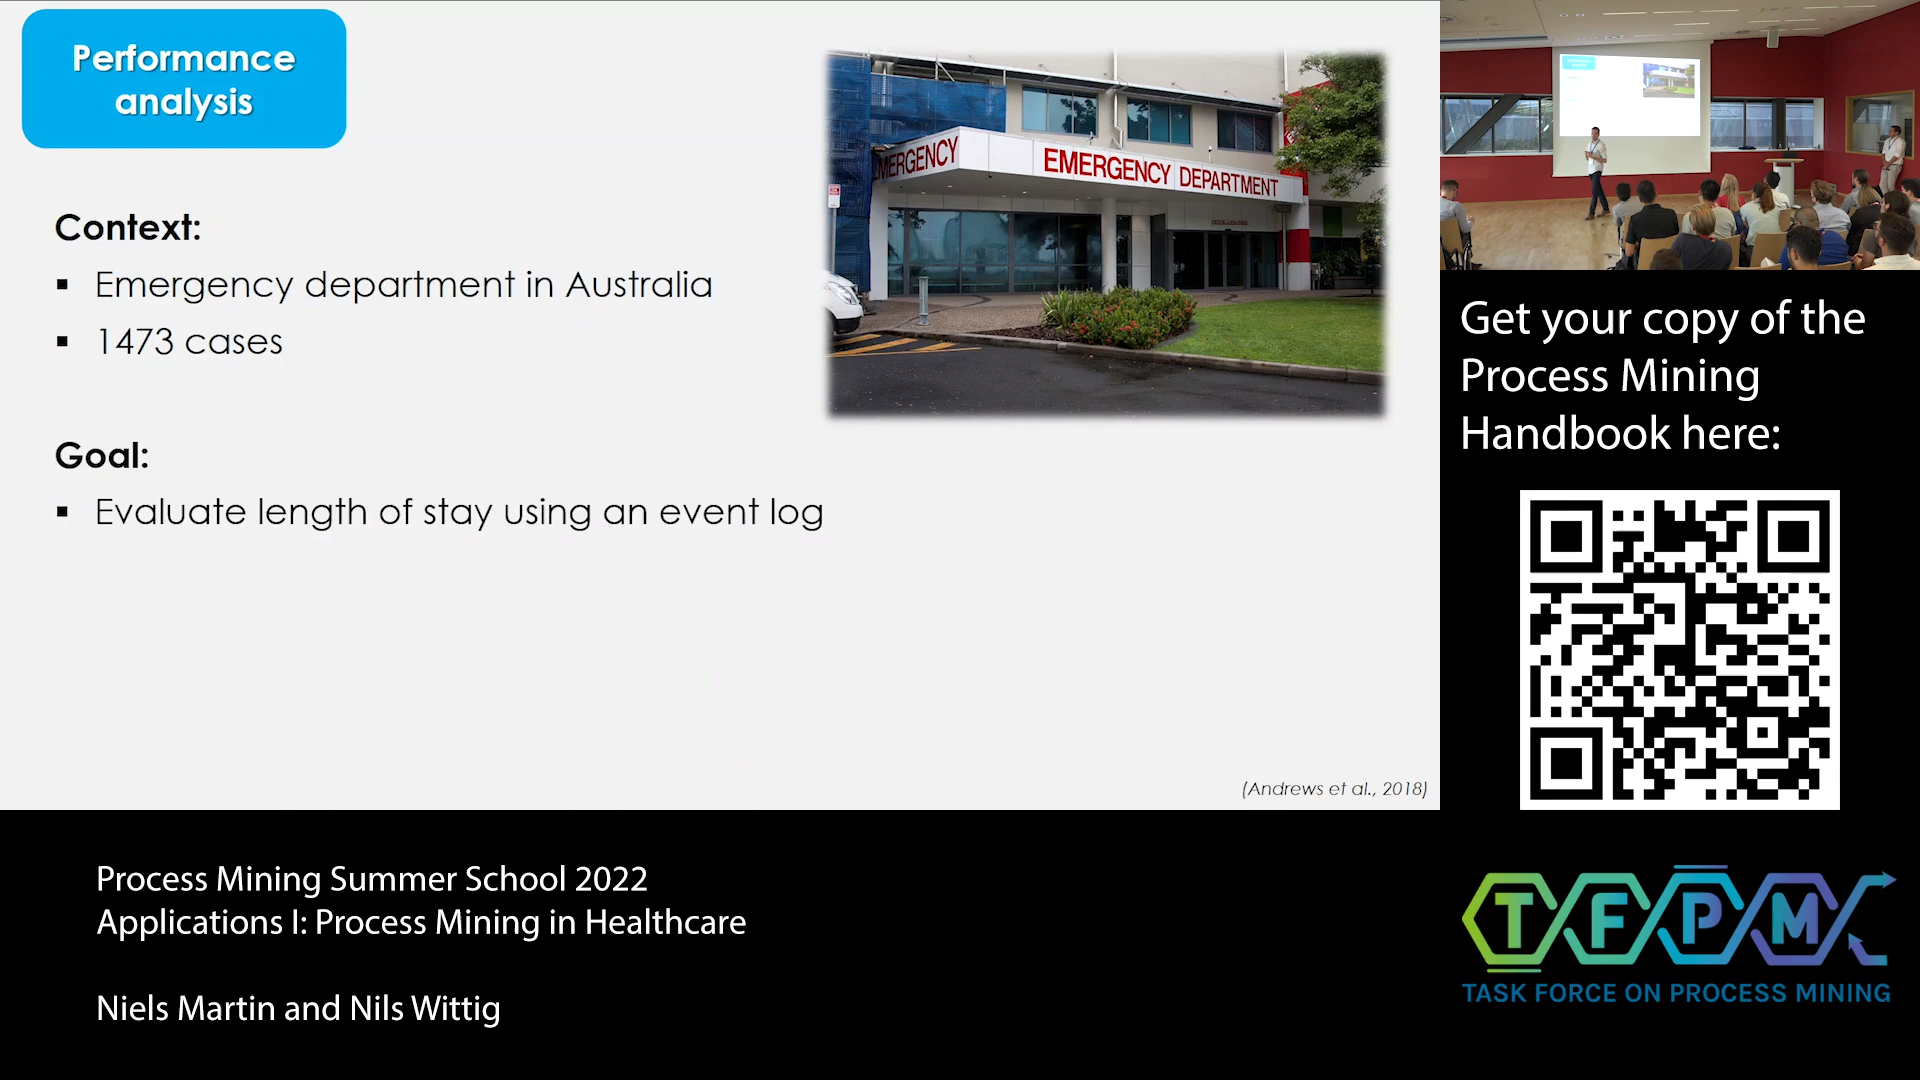 Performance
analysis
Context:
▪ Emergency department in Australia
▪ 1473 cases
Goal:
▪ Evaluate length of stay using an event log
EMERGENCY
EMERGENCY DEPARTMENT
(Andrews et al., 2018)
Get your copy of the
Process Mining
Handbook here:
Process Mining Summer School 2022
Applications I: Process Mining in Healthcare
Niels Martin and Nils Wittig
TFPM
TASK FORCE ON PROCESS MINING